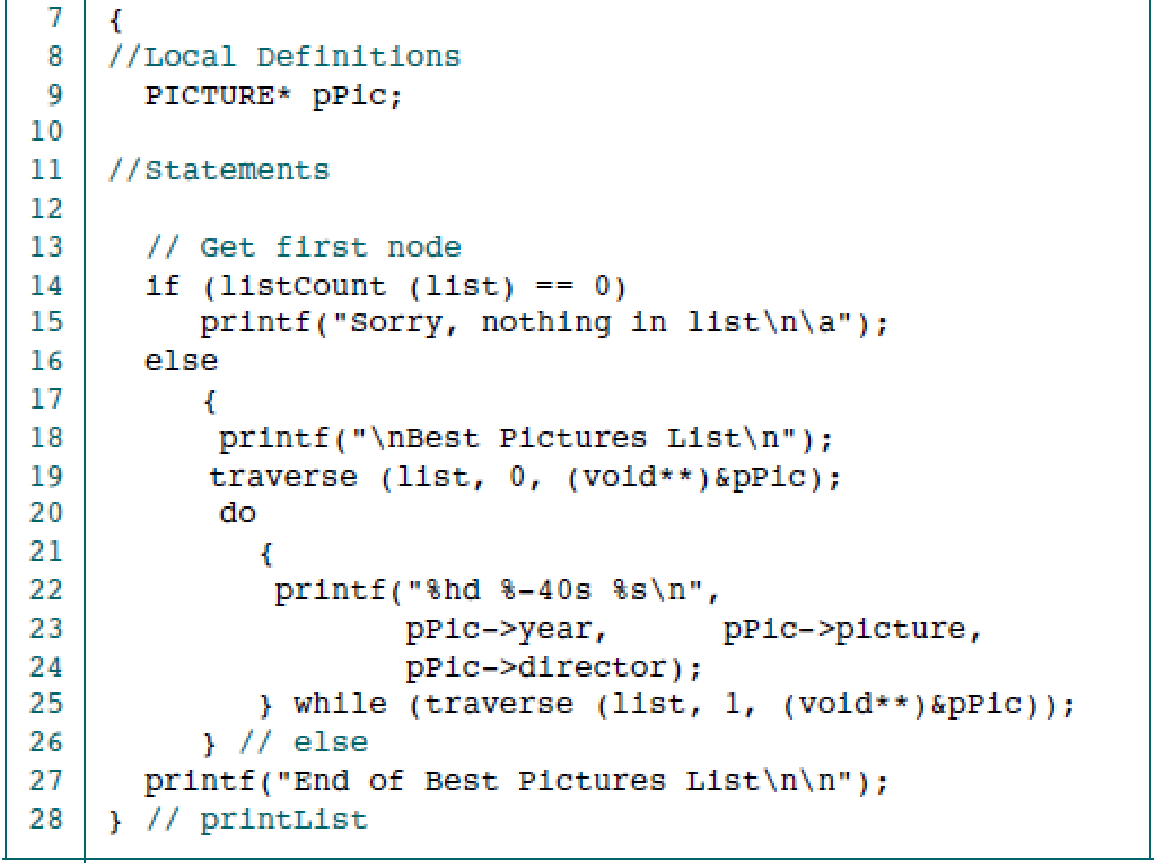 7 {
8 //Local Definitions
9 PICTURE* pPic;
10
11 //Statements
12
13 // Get first node
14 if (listCount (list) == 0)
15 printf("Sorry, nothing in list\n\a");
16 else
17 {
18 printf("\nBest Pictures List\n");
19 traverse (list, 0, (void**)&pPic);
20 do
21 {
22 printf("%hd %-40s %s\n",
23 pPic->year, pPic->picture,
24 pPic->director);
25 } while (traverse (list, 1, (void**)&pPic));
26 } // else
27 printf("End of Best Pictures List\n\n");
28 } // printList